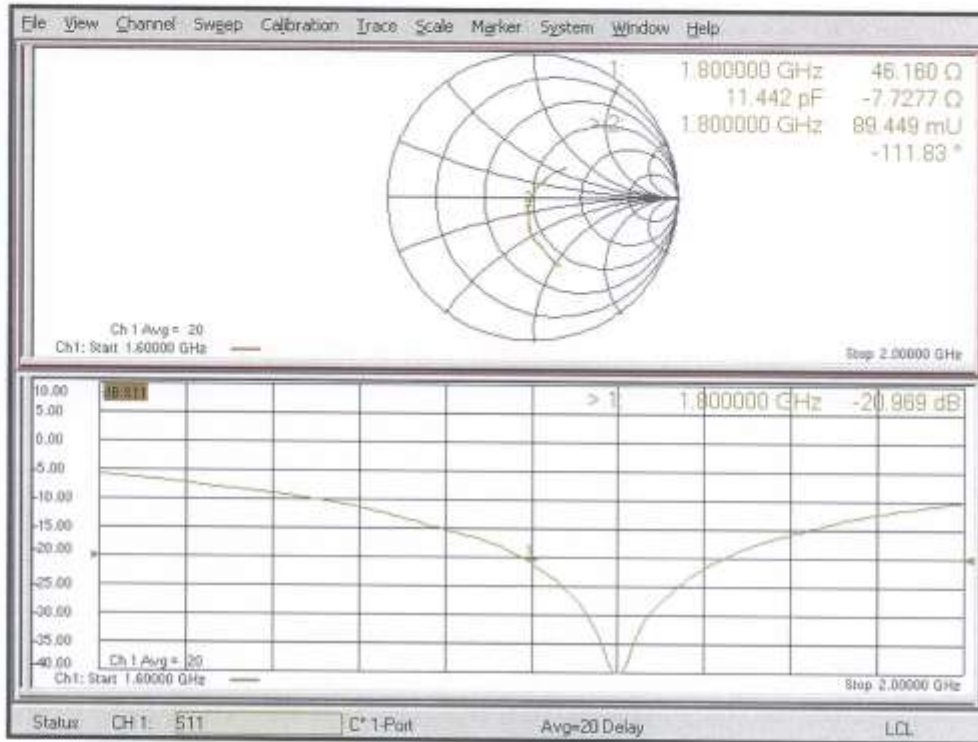 File View Channel Sweep Calibration Trace Scale Marker System Window Help
1 1.800000 GHz 46.160 Ω
11.442 pF -7.7277 Ω
> 2 1.800000 GHz 89.449 mU
-111.83 °
Ch 1 Avg = 20
Ch1: Start 1.60000 GHz
Stop 2.00000 GHz
10.00
dB S11
> 1 1.800000 GHz -20.969 dB
5.00
0.00
-5.00
-10.00
-15.00
-20.00
1
-25.00
-30.00
-35.00
-40.00
Ch 1 Avg = 20
Ch1: Start 1.60000 GHz
Stop 2.00000 GHz
Status CH 1: S11 C* 1-Port Avg=20 Delay LCL